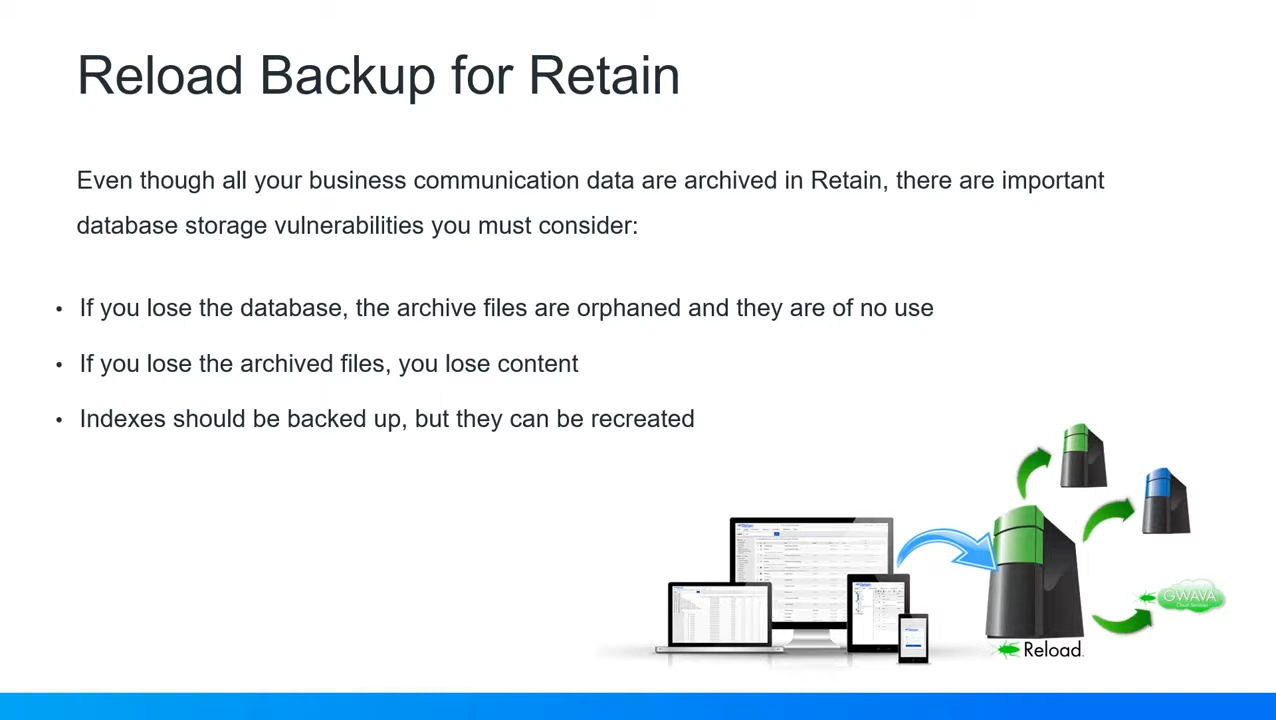 Reload Backup for Retain
Even though all your business communication data are archived in Retain, there are important
database storage vulnerabilities you must consider:
• If you lose the database, the archive files are orphaned and they are of no use
• If you lose the archived files, you lose content
• Indexes should be backed up, but they can be recreated
GWAVA
Cloud Services
Reload